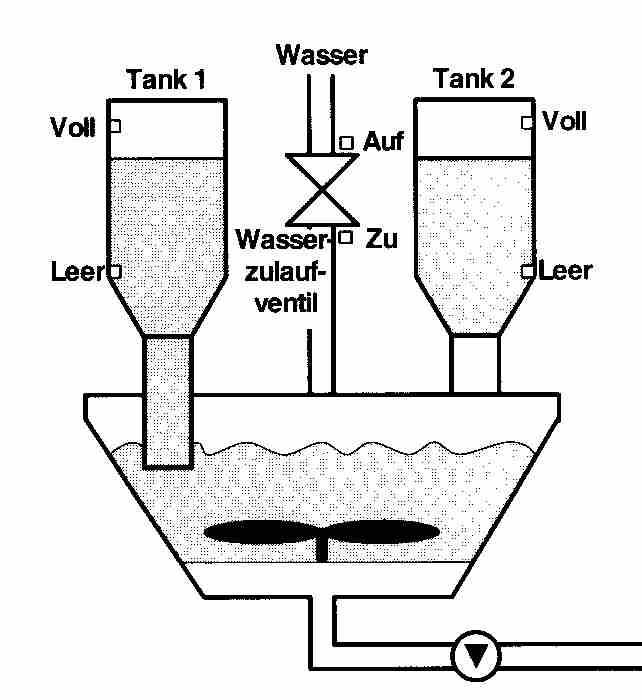 Wasser
Tank 1
Tank 2
Voll
Auf
Voll
Wasser-
zulauf-
ventil
Zu
Leer
Leer